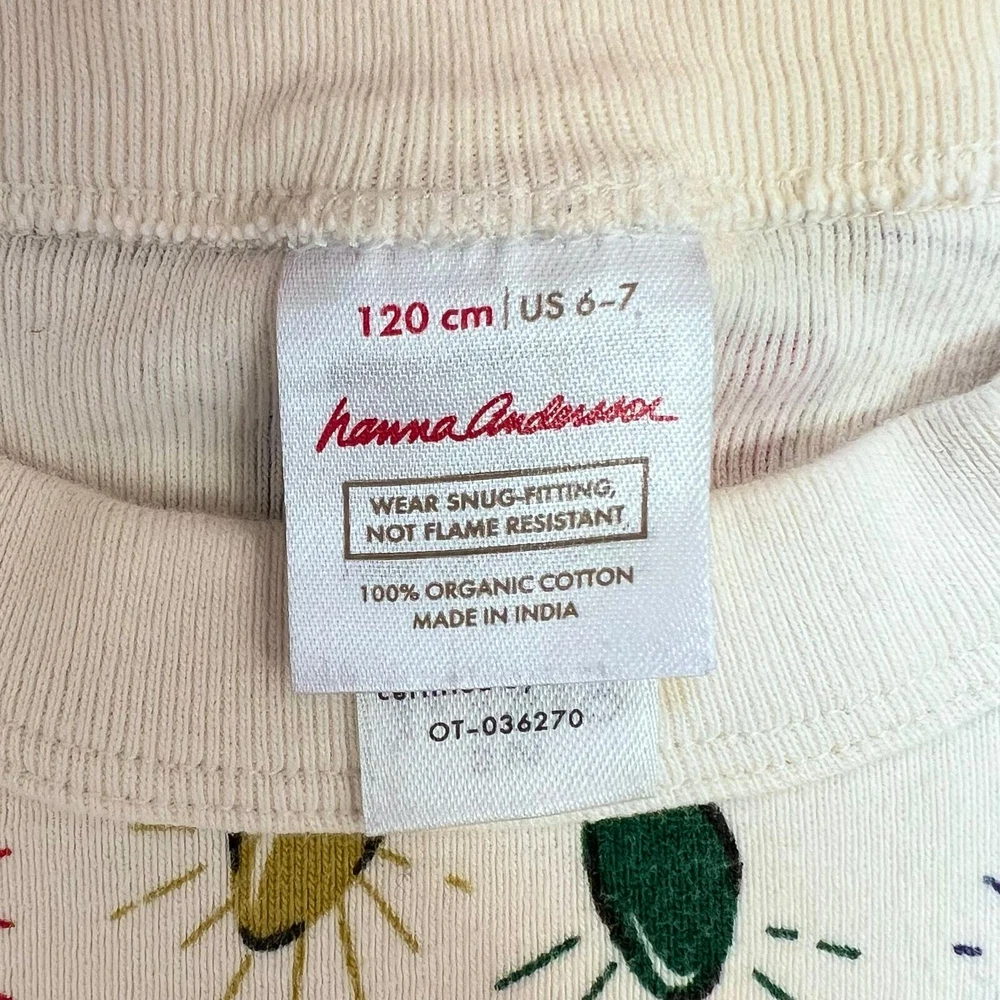 120 cm | US 6-7
hanna Andersson
WEAR SNUG-FITTING,
NOT FLAME RESISTANT
100% ORGANIC COTTON
MADE IN INDIA
OT-036270